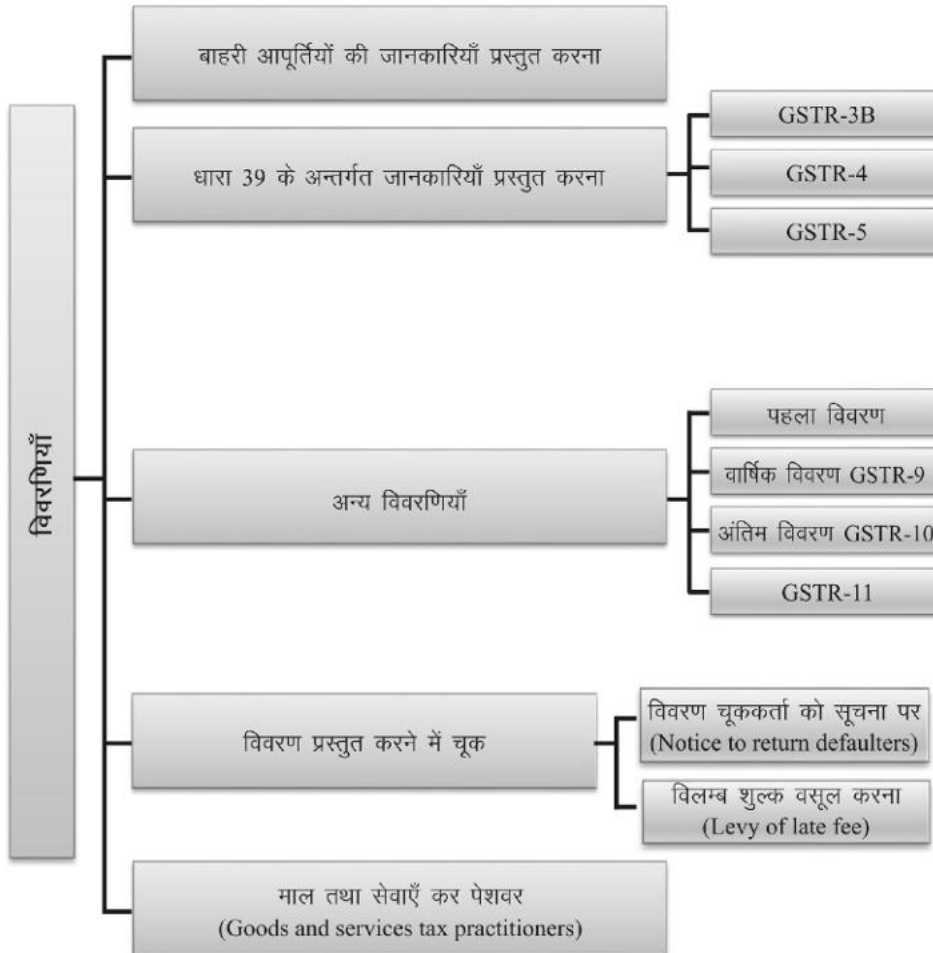 विवरणियाँ
बाहरी आपूर्तियों की जानकारियाँ प्रस्तुत करना
धारा 39 के अन्तर्गत जानकारियाँ प्रस्तुत करना
GSTR-3B
GSTR-4
GSTR-5
अन्य विवरणियाँ
पहला विवरण
वार्षिक विवरण GSTR-9
अंतिम विवरण GSTR-10
GSTR-11
विवरण प्रस्तुत करने में चूक
विवरण चूककर्ता को सूचना पर
(Notice to return defaulters)
विलम्ब शुल्क वसूल करना
(Levy of late fee)
माल तथा सेवाएँ कर पेशवर
(Goods and services tax practitioners)